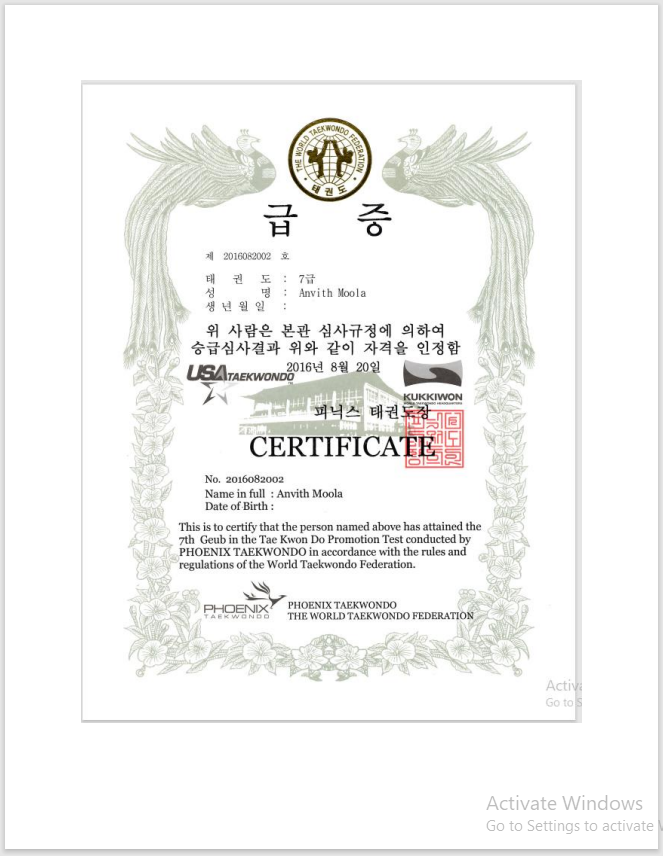 THE WORLD TAEKWONDO FEDERATION
태권도
급 증
제 2016082002 호
태 권 도 : 7급
성 명 : Anvith Moola
생 년 월 일 :
위 사람은 본관 심사규정에 의하여
승급심사결과 위와 같이 자격을 인정함
2016년 8월 20일
USA TAEKWONDO
KUKKIWON
WORLD TAEKWONDO HEADQUARTERS
피닉스 태권도장
CERTIFICATE
No. 2016082002
Name in full : Anvith Moola
Date of Birth :
This is to certify that the person named above has attained the
7th Geub in the Tae Kwon Do Promotion Test conducted by
PHOENIX TAEKWONDO in accordance with the rules and
regulations of the World Taekwondo Federation.
PHOENIX
TAEKWONDO
PHOENIX TAEKWONDO
THE WORLD TAEKWONDO FEDERATION
Activa
Go to S
Activate Windows
Go to Settings to activate W